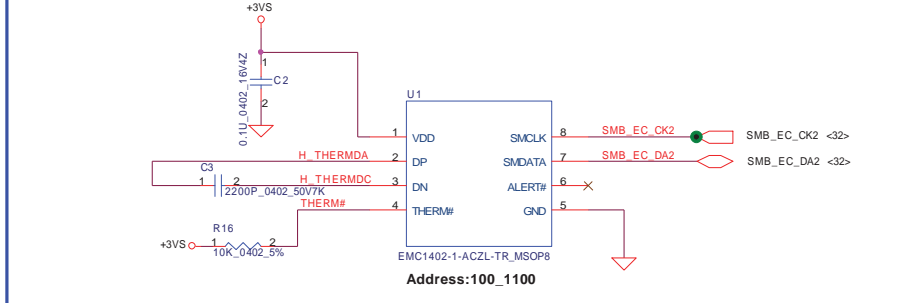 +3VS
1
C2
2
0.1U_0402_16V4Z
U1
1 VDD SMCLK 8 SMB_EC_CK2 SMB_EC_CK2 <32>
H_THERMDA 2 DP SMDATA 7 SMB_EC_DA2 SMB_EC_DA2 <32>
C3
1 2 H_THERMDC 3 DN ALERT# 6
2200P_0402_50V7K
THERM# 4 THERM# GND 5
R16
+3VS 1 2
10K_0402_5%
EMC1402-1-ACZL-TR_MSOP8
Address:100_1100